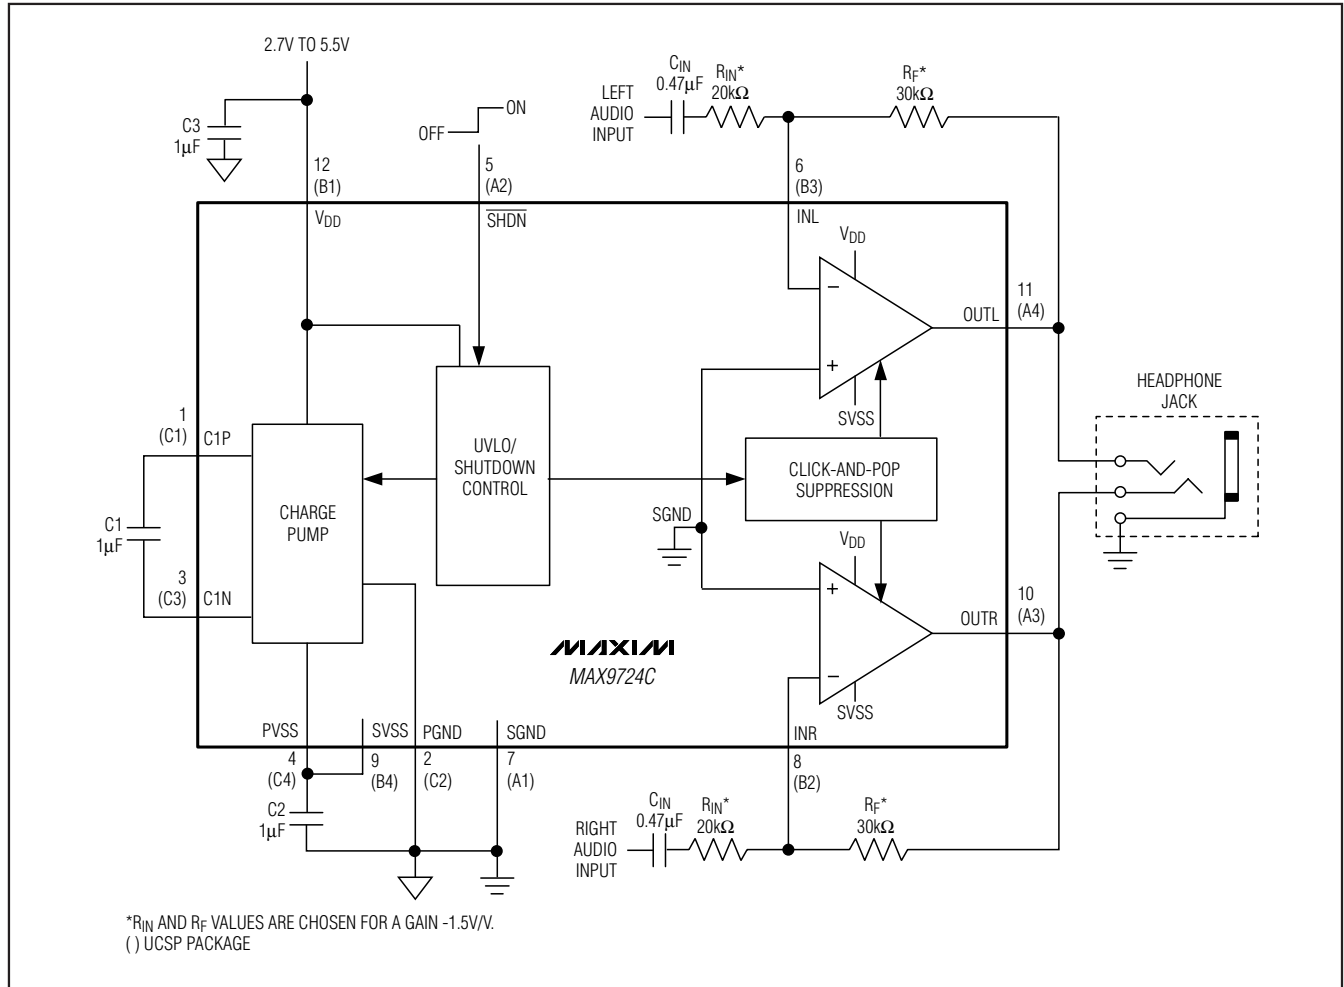 2.7V TO 5.5V
C3
1µF
OFF
ON
12
(B1)
VDD
5
(A2)
SHDN
LEFT
AUDIO
INPUT
CIN
0.47µF
RIN*
20kΩ
RF*
30kΩ
6
(B3)
INL
VDD
−
+
SVSS
OUTL
11
(A4)
HEADPHONE
JACK
1
(C1)
C1P
C1
1µF
3
(C3)
C1N
CHARGE
PUMP
UVLO/
SHUTDOWN
CONTROL
CLICK-AND-POP
SUPPRESSION
SGND
VDD
+
−
SVSS
OUTR
10
(A3)
MAXIM
MAX9724C
PVSS
4
(C4)
SVSS
9
(B4)
PGND
2
(C2)
SGND
7
(A1)
INR
8
(B2)
C2
1µF
RIGHT
AUDIO
INPUT
CIN
0.47µF
RIN*
20kΩ
RF*
30kΩ
*RIN AND RF VALUES ARE CHOSEN FOR A GAIN -1.5V/V.
( ) UCSP PACKAGE